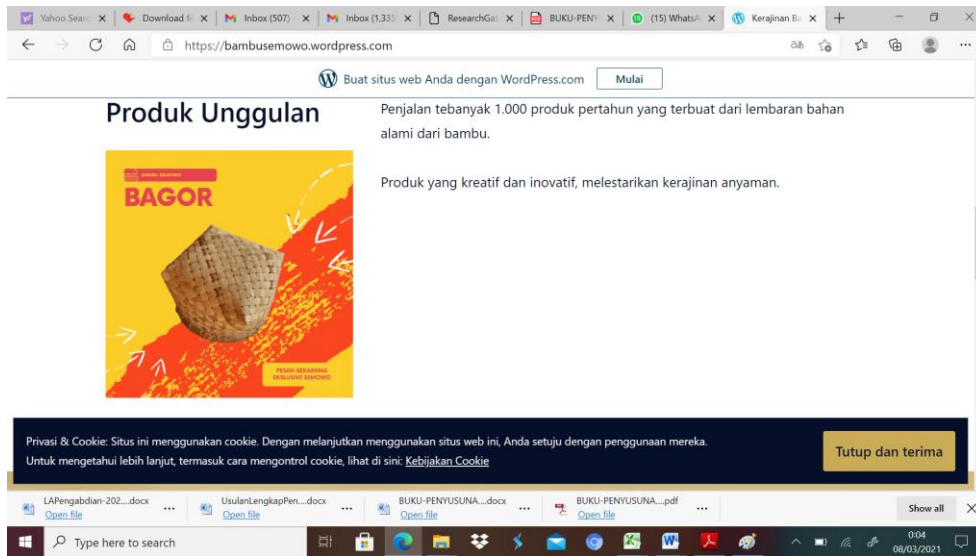 Yahoo Searc
Download fi
Inbox (507)
Inbox (1,335
ResearchGat
BUKU-PENY
(15) WhatsA
Kerajinan Ba
https://bambusemowo.wordpress.com
Buat situs web Anda dengan WordPress.com
Mulai
Produk Unggulan
Penjalan tebanyak 1.000 produk pertahun yang terbuat dari lembaran bahan
alami dari bambu.
Produk yang kreatif dan inovatif, melestarikan kerajinan anyaman.
BAMBU SEMOWO
BAGOR
PESAN SEKARANG
EKSLUSIVE SEMOWO
Privasi & Cookie: Situs ini menggunakan cookie. Dengan melanjutkan menggunakan situs web ini, Anda setuju dengan penggunaan mereka.
Untuk mengetahui lebih lanjut, termasuk cara mengontrol cookie, lihat di sini: Kebijakan Cookie
Tutup dan terima
LAPengabdian-202....docx
Open file
UsulanLengkapPen....docx
Open file
BUKU-PENYUSUNA....docx
Open file
BUKU-PENYUSUNA....pdf
Open file
Show all
Type here to search
0:04
08/03/2021